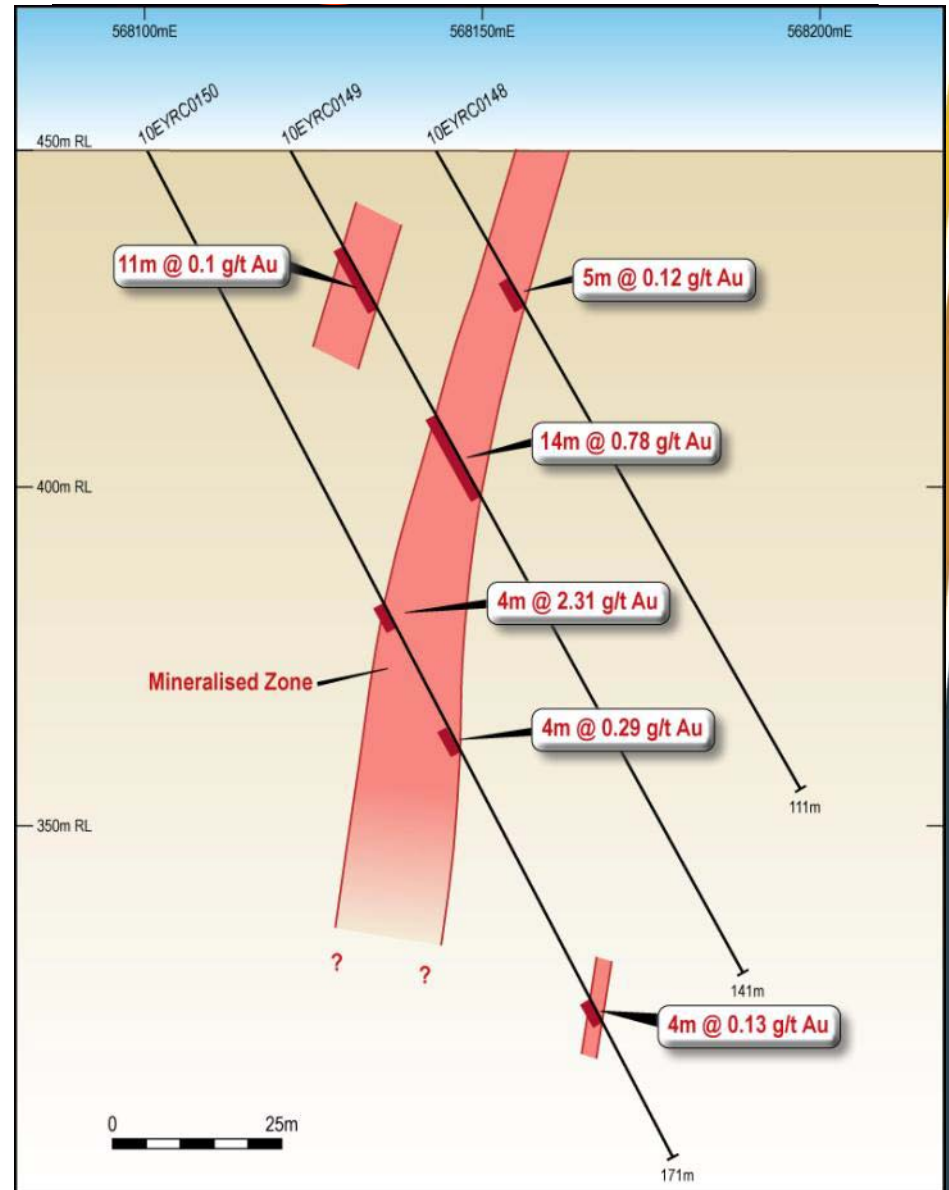 568100mE
568150mE
568200mE
10EYRC0150
10EYRC0149
10EYRC0148
450m RL
11m @ 0.1 g/t Au
5m @ 0.12 g/t Au
14m @ 0.78 g/t Au
400m RL
4m @ 2.31 g/t Au
Mineralised Zone
4m @ 0.29 g/t Au
111m
350m RL
?
?
141m
4m @ 0.13 g/t Au
0
25m
171m